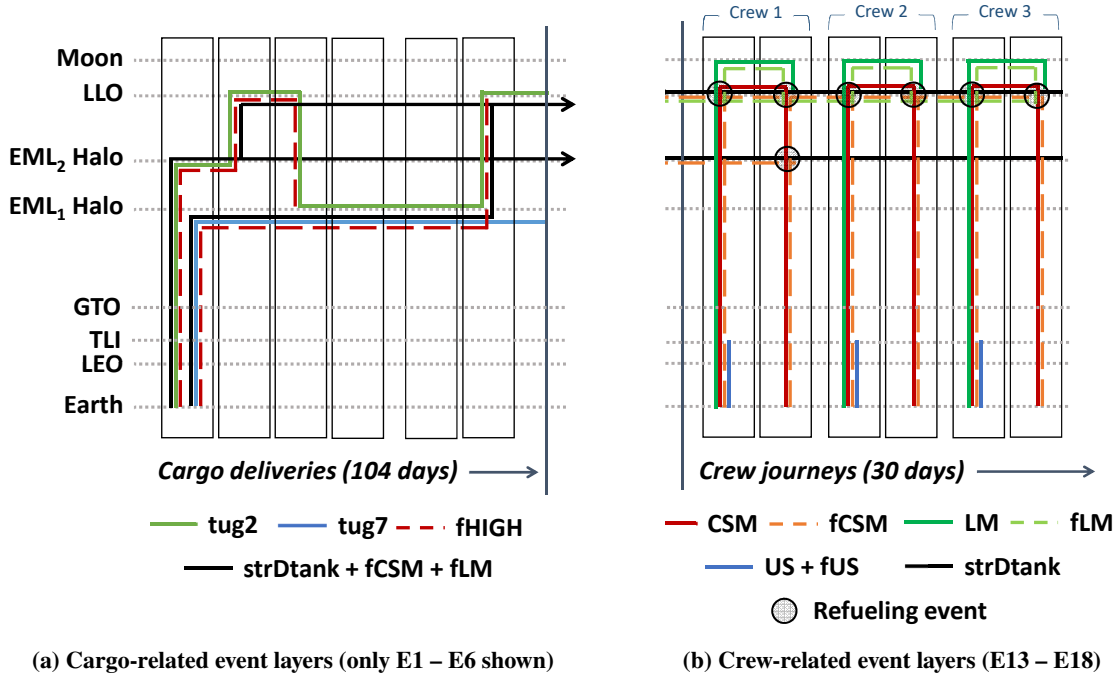 Moon
LLO
EML₂ Halo
EML₁ Halo
GTO
TLI
LEO
Earth
Cargo deliveries (104 days)
tug2 tug7 fHIGH
strDtank + fCSM + fLM
(a) Cargo-related event layers (only E1 – E6 shown)
Crew 1 Crew 2 Crew 3
Crew journeys (30 days)
CSM fCSM LM fLM
US + fUS strDtank
Refueling event
(b) Crew-related event layers (E13 – E18)